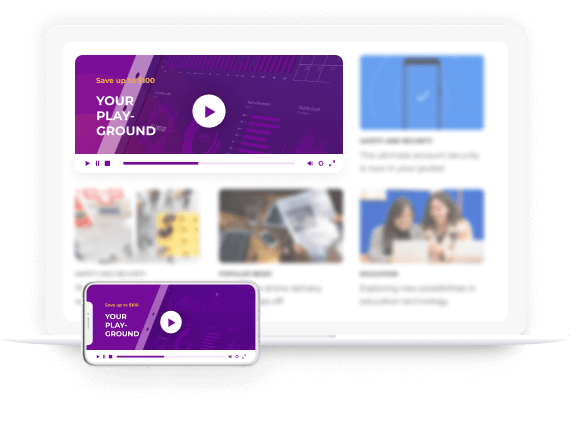 Save up to $100
YOUR
PLAY-
GROUND
SAFETY AND SECURITY
The ultimate account security
is now in your pocket
SAFETY AND SECURITY
POPULAR NEWS
drone delivery
EDUCATION
Exploring new possibilities in
education technology
Save up to $100
YOUR
PLAY-
GROUND